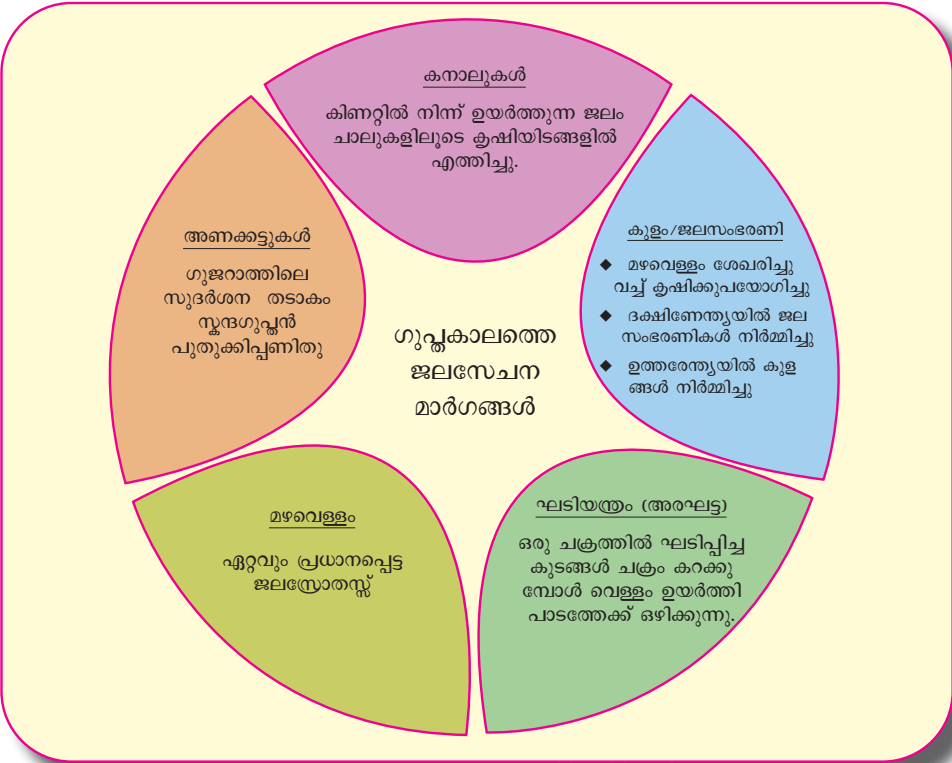 കനാലുകൾ
കിണറ്റിൽ നിന്ന് ഉയർത്തുന്ന ജലം
ചാലുകളിലൂടെ കൃഷിയിടങ്ങളിൽ
എത്തിച്ചു.
കുളം/ജലസംഭരണി
◆ മഴവെള്ളം ശേഖരിച്ചു
വച്ച് കൃഷിക്കുപയോഗിച്ചു
◆ ദക്ഷിണേന്ത്യയിൽ ജല
സംഭരണികൾ നിർമ്മിച്ചു
◆ ഉത്തരേന്ത്യയിൽ കുള
ങ്ങൾ നിർമ്മിച്ചു
ഘടിയന്ത്രം (അരഘട്ട)
ഒരു ചക്രത്തിൽ ഘടിപ്പിച്ച
കുടങ്ങൾ ചക്രം കറക്കു
മ്പോൾ വെള്ളം ഉയർത്തി
പാടത്തേക്ക് ഒഴിക്കുന്നു.
മഴവെള്ളം
ഏറ്റവും പ്രധാനപ്പെട്ട
ജലസ്രോതസ്സ്
അണക്കട്ടുകൾ
ഗുജറാത്തിലെ
സുദർശന തടാകം
സ്കന്ദഗുപ്തൻ
പുതുക്കിപ്പണിതു
ഗുപ്തകാലത്തെ
ജലസേചന
മാർഗങ്ങൾ